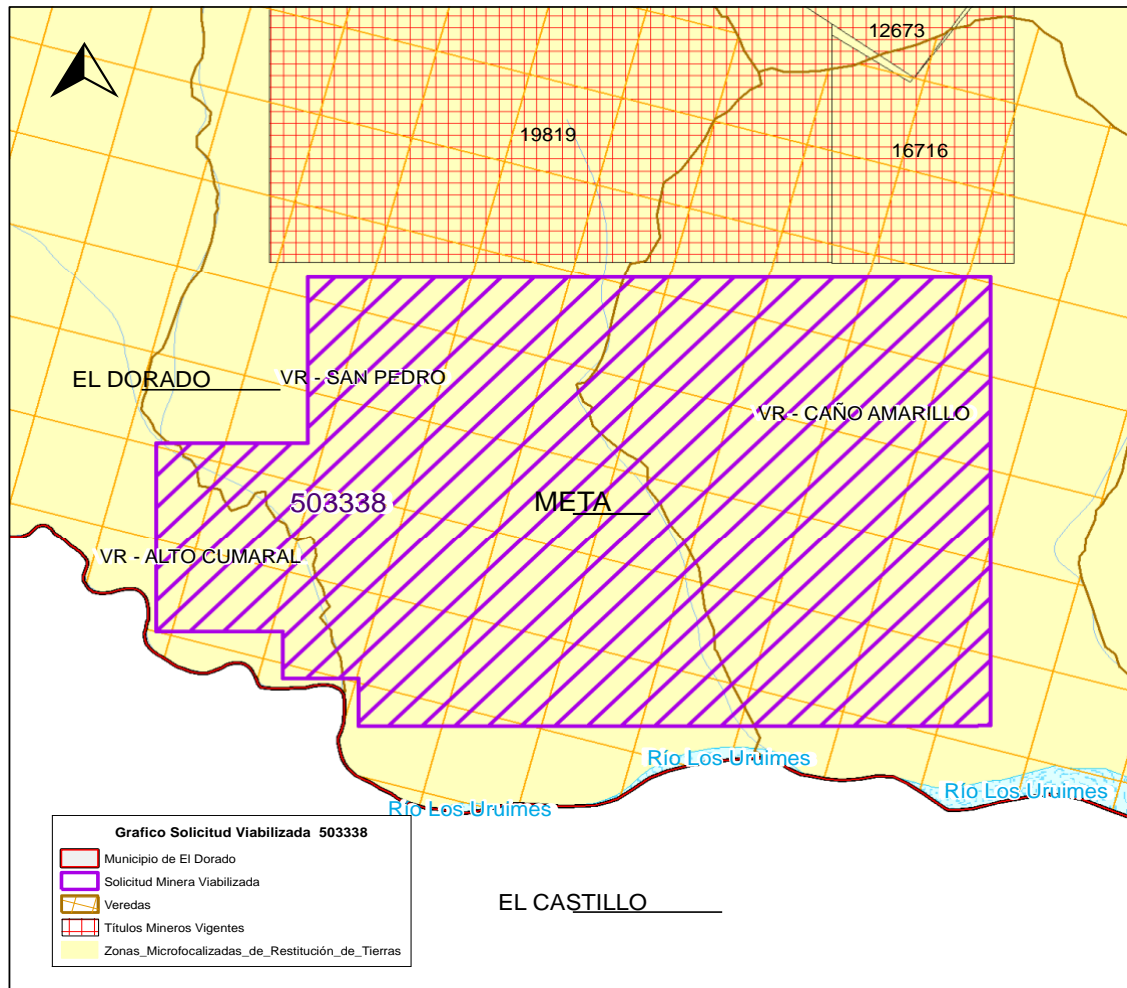 12673
19819
16716
EL DORADO
VR - SAN PEDRO
VR - CAÑO AMARILLO
503338
META
VR - ALTO CUMARAL
Río Los Uruimes
Río Los Uruimes
Río Los Uruimes
Grafico Solicitud Viabilizada 503338
Municipio de El Dorado
Solicitud Minera Viabilizada
Veredas
Títulos Mineros Vigentes
Zonas_Microfocalizadas_de_Restitución_de_Tierras
EL CASTILLO